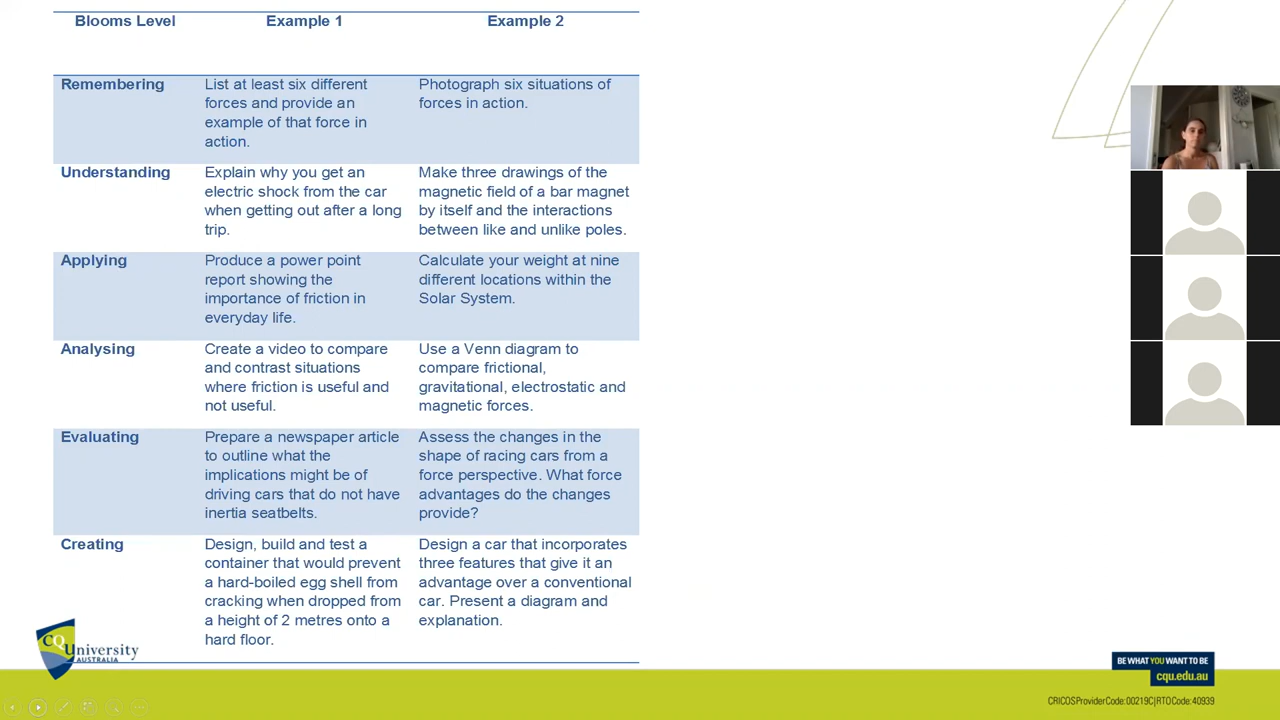 Blooms Level Example 1 Example 2
Remembering
List at least six different
forces and provide an
example of that force in
action.
Photograph six situations of
forces in action.
Understanding
Explain why you get an
electric shock from the car
when getting out after a long
trip.
Make three drawings of the
magnetic field of a bar magnet
by itself and the interactions
between like and unlike poles.
Applying
Produce a power point
report showing the
importance of friction in
everyday life.
Calculate your weight at nine
different locations within the
Solar System.
Analysing
Create a video to compare
and contrast situations
where friction is useful and
not useful.
Use a Venn diagram to
compare frictional,
gravitational, electrostatic and
magnetic forces.
Evaluating
Prepare a newspaper article
to outline what the
implications might be of
driving cars that do not have
inertia seatbelts.
Assess the changes in the
shape of racing cars from a
force perspective. What force
advantages do the changes
provide?
Creating
Design, build and test a
container that would prevent
a hard-boiled egg shell from
cracking when dropped from
a height of 2 metres onto a
hard floor.
Design a car that incorporates
three features that give it an
advantage over a conventional
car. Present a diagram and
explanation.
CQUniversity
AUSTRALIA
BE WHAT YOU WANT TO BE
cqu.edu.au
CRICOS Provider Code: 00219C | RTO Code: 40939